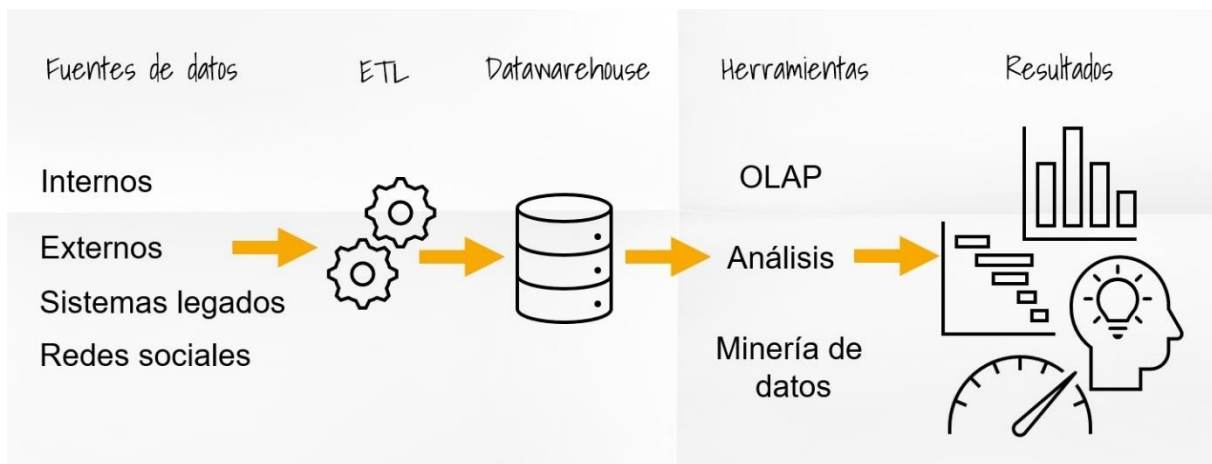 Fuentes de datos
ETL
Datawarehouse
Herramientas
Resultados
Internos
Externos
Sistemas legados
Redes sociales
OLAP
Análisis
Minería de
datos